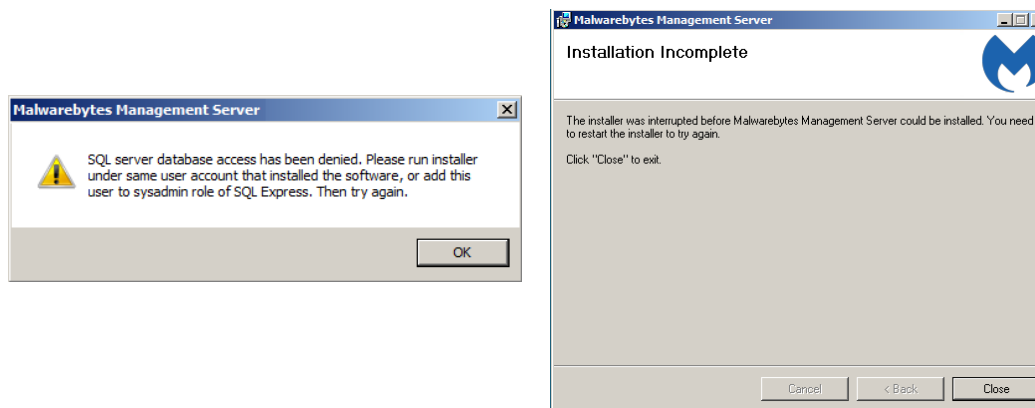 Malwarebytes Management Server
SQL server database access has been denied. Please run installer
under same user account that installed the software, or add this
user to sysadmin role of SQL Express. Then try again.
OK
Malwarebytes Management Server
Installation Incomplete
The installer was interrupted before Malwarebytes Management Server could be installed. You need
to restart the installer to try again.
Click "Close" to exit.
Cancel
< Back
Close